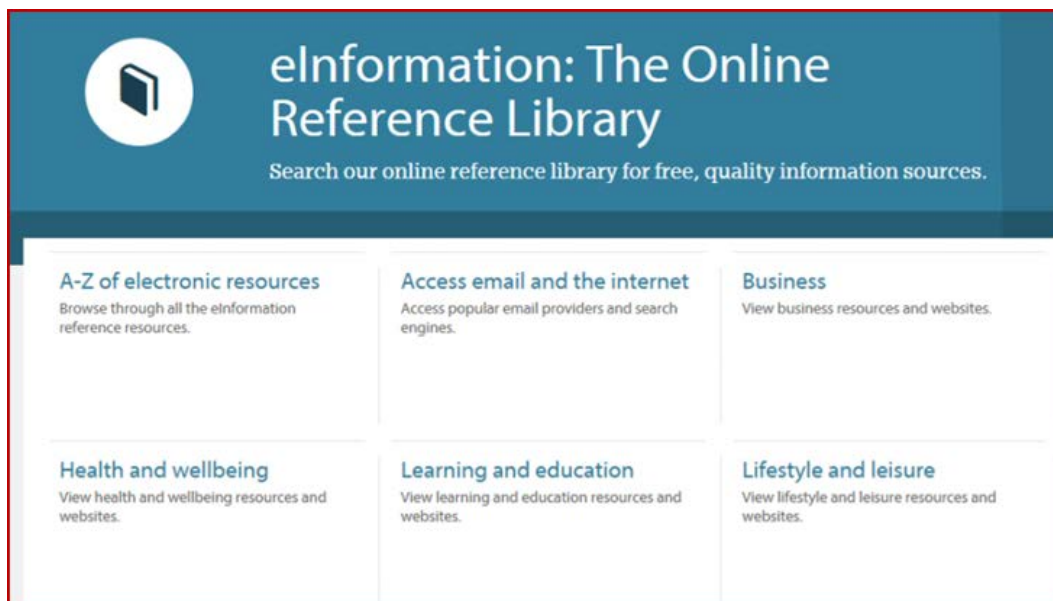 eInformation: The Online
Reference Library
Search our online reference library for free, quality information sources.
A-Z of electronic resources
Browse through all the eInformation
reference resources.
Access email and the internet
Access popular email providers and search
engines.
Business
View business resources and websites.
Health and wellbeing
View health and wellbeing resources and
websites.
Learning and education
View learning and education resources and
websites.
Lifestyle and leisure
View lifestyle and leisure resources and
websites.